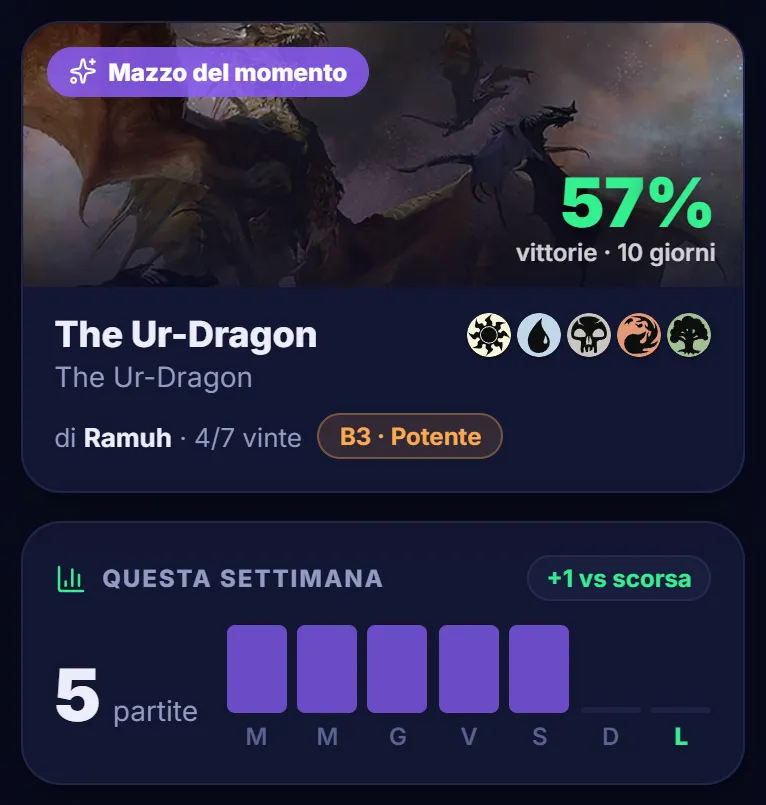 Mazzo del momento
57%
vittorie · 10 giorni
The Ur-Dragon
The Ur-Dragon
di Ramuh · 4/7 vinte
B3 · Potente
QUESTA SETTIMANA
+1 vs scorsa
5 partite
M M G V S D L